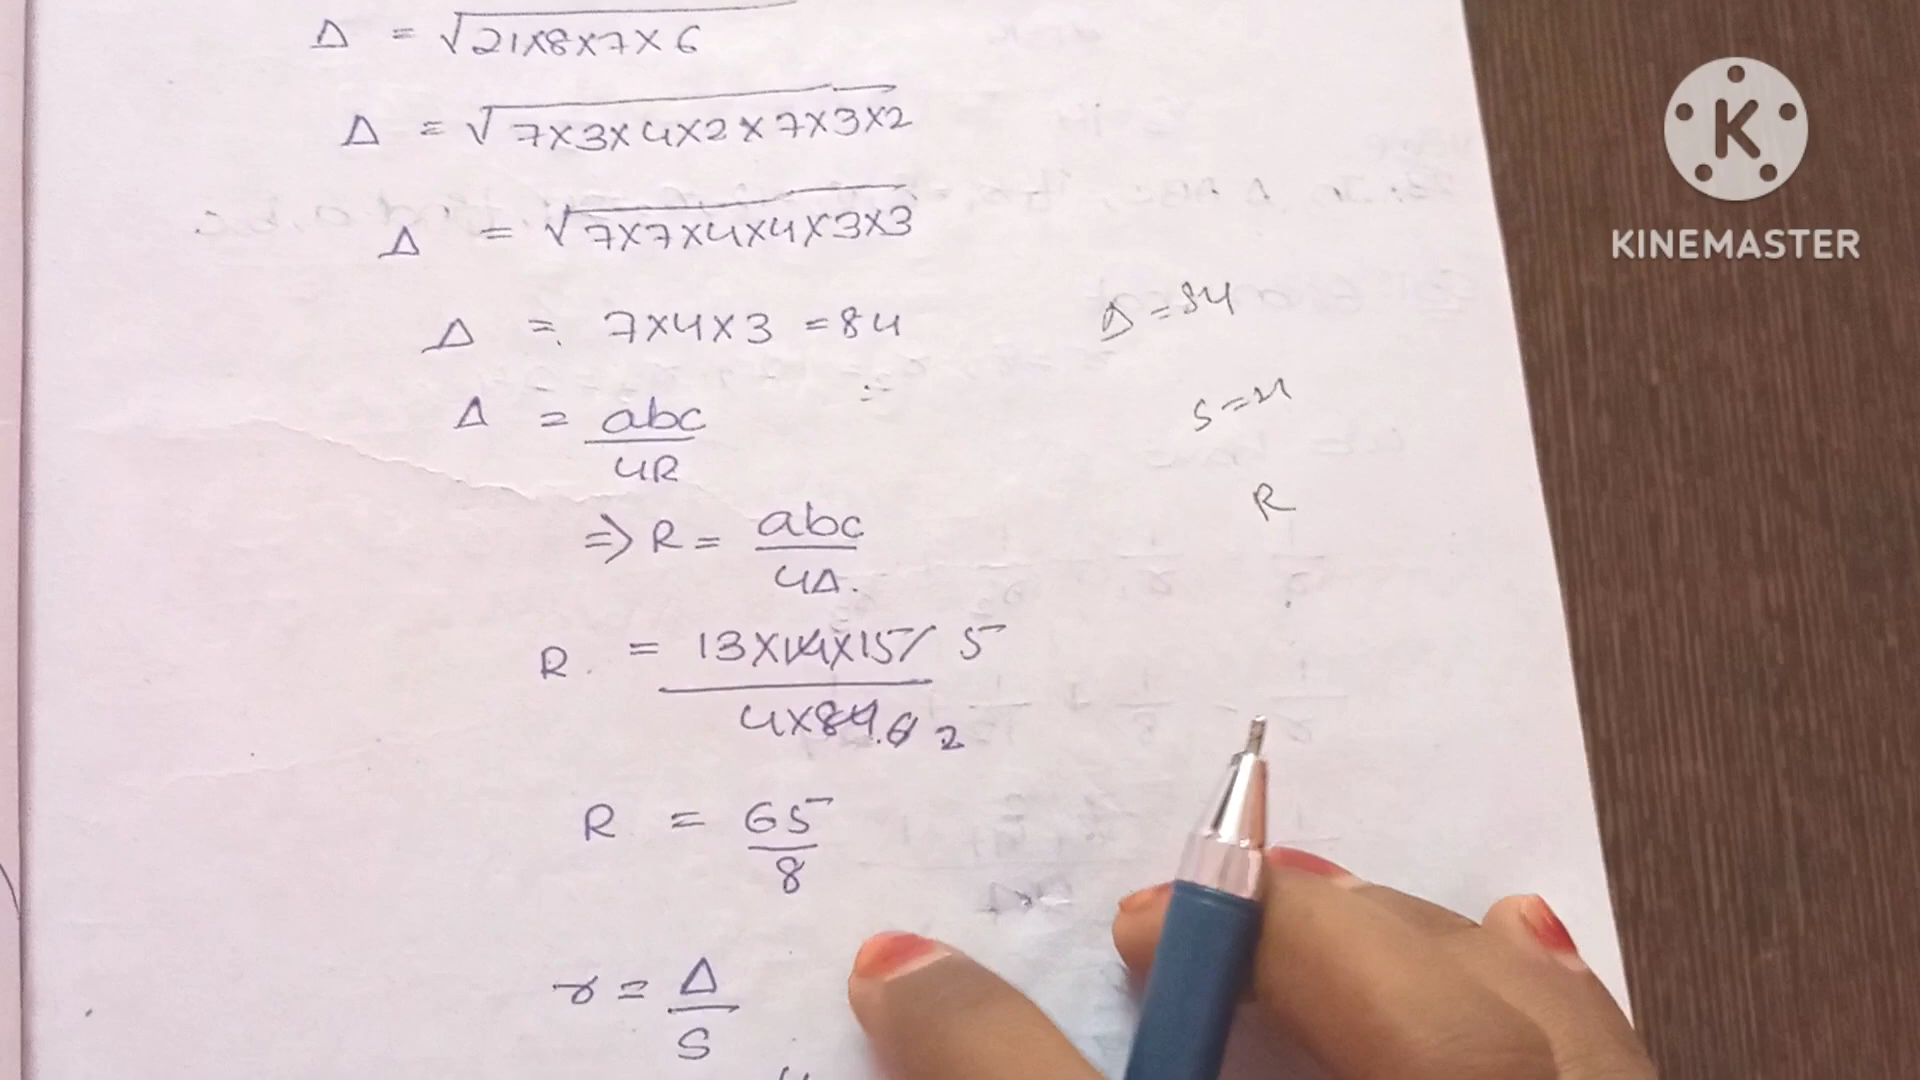 Δ = √21×8×7×6
Δ = √7×3×4×2×7×3×2
Δ = √7×7×4×4×3×3
Δ = 7×4×3 = 84
Δ = abc
4R
⇒ R = abc
4Δ.
R = 13×14×15 5
4×84 6 2
R = 65
8
r = Δ
S
Δ = 84
S = 21
R
K
KINEMASTER